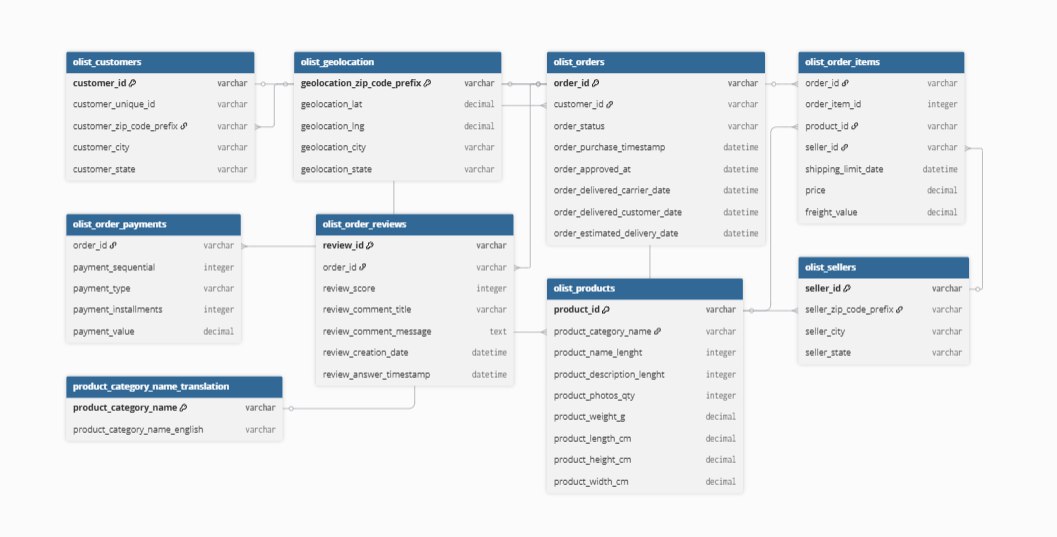 olist_customers
customer_id varchar
customer_unique_id varchar
customer_zip_code_prefix varchar
customer_city varchar
customer_state varchar
olist_geolocation
geolocation_zip_code_prefix varchar
geolocation_lat decimal
geolocation_lng decimal
geolocation_city varchar
geolocation_state varchar
olist_orders
order_id varchar
customer_id varchar
order_status varchar
order_purchase_timestamp datetime
order_approved_at datetime
order_delivered_carrier_date datetime
order_delivered_customer_date datetime
order_estimated_delivery_date datetime
olist_order_items
order_id varchar
order_item_id integer
product_id varchar
seller_id varchar
shipping_limit_date datetime
price decimal
freight_value decimal
olist_order_payments
order_id varchar
payment_sequential integer
payment_type varchar
payment_installments integer
payment_value decimal
olist_order_reviews
review_id varchar
order_id varchar
review_score integer
review_comment_title varchar
review_comment_message text
review_creation_date datetime
review_answer_timestamp datetime
olist_products
product_id varchar
product_category_name varchar
product_name_lenght integer
product_description_lenght integer
product_photos_qty integer
product_weight_g decimal
product_length_cm decimal
product_height_cm decimal
product_width_cm decimal
olist_sellers
seller_id varchar
seller_zip_code_prefix varchar
seller_city varchar
seller_state varchar
product_category_name_translation
product_category_name varchar
product_category_name_english varchar